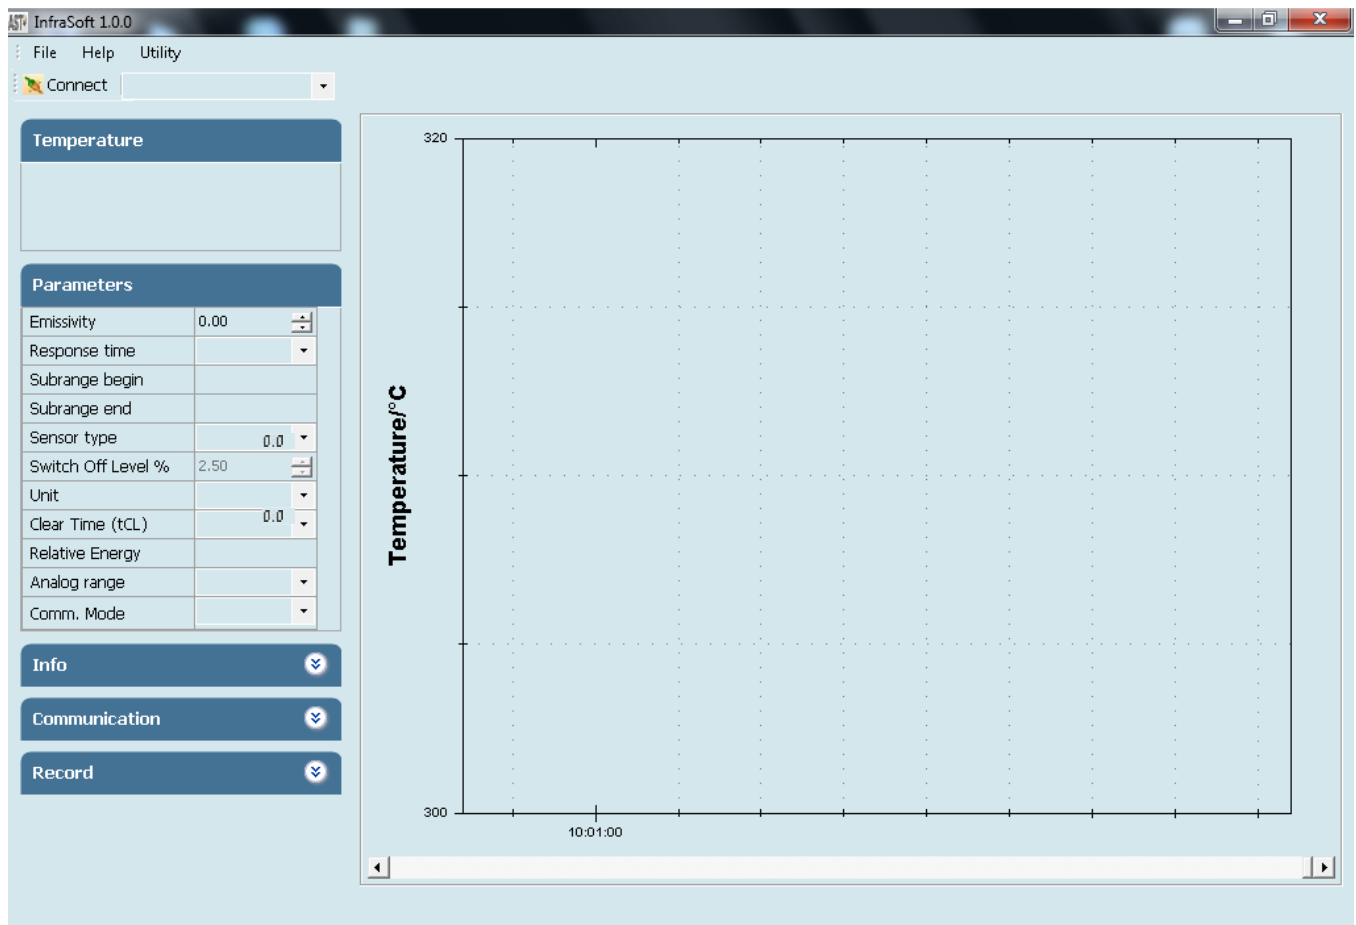 AST InfraSoft 1.0.0
File Help Utility
Connect
Temperature
Parameters
Emissivity 0.00
Response time
Subrange begin
Subrange end
Sensor type 0.0
Switch Off Level % 2.50
Unit
Clear Time (tCL) 0.0
Relative Energy
Analog range
Comm. Mode
Info
Communication
Record
320
Temperature/°C
300
10:01:00